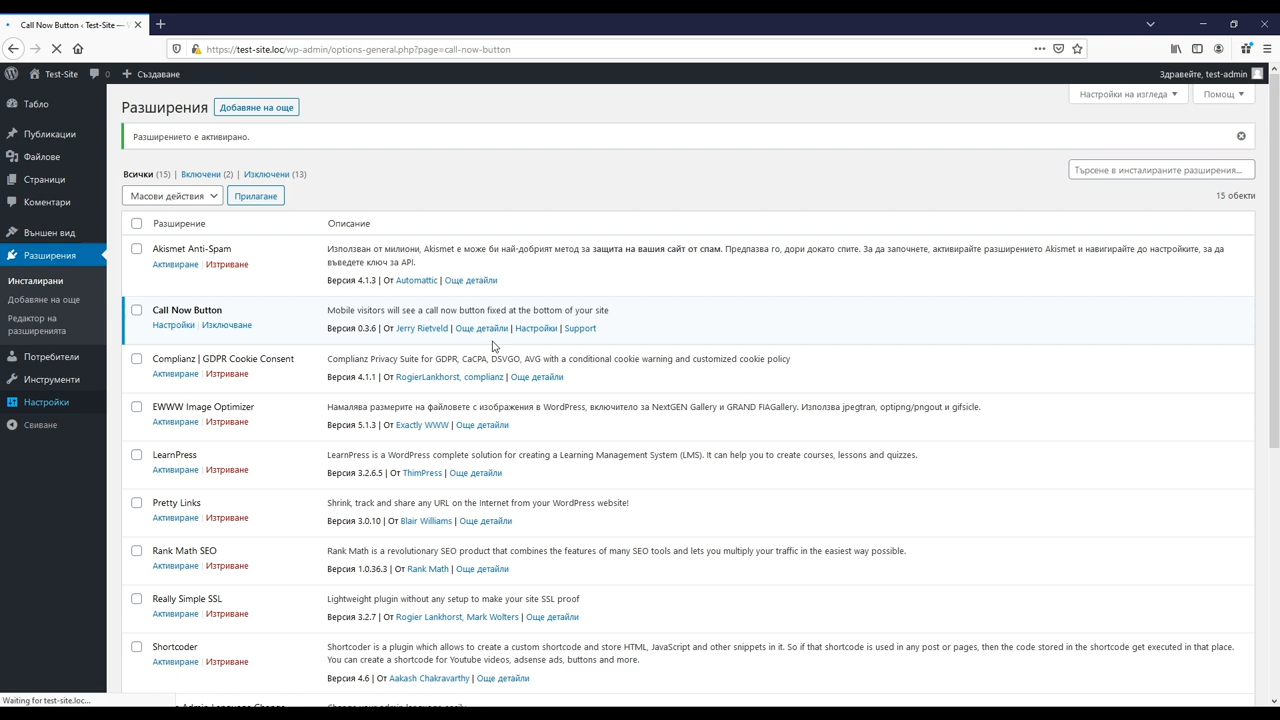 Call Now Button ‹ Test-Site —
https://test-site.loc/wp-admin/options-general.php?page=call-now-button
Test-Site
0
Създаване
Здравейте, test-admin
Табло
Публикации
Файлове
Страници
Коментари
Външен вид
Разширения
Инсталирани
Добавяне на още
Редактор на
разширенията
Потребители
Инструменти
Настройки
Свиване
Настройки на изгледа
Помощ
Разширения
Добавяне на още
Разширението е активирано.
Всички (15) | Включени (2) | Изключени (13)
Търсене в инсталираните разширения...
Масови действия
Прилагане
15 обекти
Разширение
Описание
Akismet Anti-Spam
Активиране | Изтриване
Използван от милиони, Akismet е може би най-добрият метод за защита на вашия сайт от спам. Предпазва го, дори докато спите. За да започнете, активирайте разширението Akismet и навигирайте до настройките, за да
въведете ключ за API.
Версия 4.1.3 | От Automattic | Още детайли
Call Now Button
Настройки | Изключване
Mobile visitors will see a call now button fixed at the bottom of your site
Версия 0.3.6 | От Jerry Rietveld | Още детайли | Настройки | Support
Complianz | GDPR Cookie Consent
Активиране | Изтриване
Complianz Privacy Suite for GDPR, CaCPA, DSVGO, AVG with a conditional cookie warning and customized cookie policy
Версия 4.1.1 | От RogierLankhorst, complianz | Още детайли
EWWW Image Optimizer
Активиране | Изтриване
Намалява размерите на файловете с изображения в WordPress, включително за NextGEN Gallery и GRAND FlAGallery. Използва jpegtran, optipng/pngout и gifsicle.
Версия 5.1.3 | От Exactly WWW | Още детайли
LearnPress
Активиране | Изтриване
LearnPress is a WordPress complete solution for creating a Learning Management System (LMS). It can help you to create courses, lessons and quizzes.
Версия 3.2.6.5 | От ThimPress | Още детайли
Pretty Links
Активиране | Изтриване
Shrink, track and share any URL on the Internet from your WordPress website!
Версия 3.0.10 | От Blair Williams | Още детайли
Rank Math SEO
Активиране | Изтриване
Rank Math is a revolutionary SEO product that combines the features of many SEO tools and lets you multiply your traffic in the easiest way possible.
Версия 1.0.36.3 | От Rank Math | Още детайли
Really Simple SSL
Активиране | Изтриване
Lightweight plugin without any setup to make your site SSL proof
Версия 3.2.7 | От Rogier Lankhorst, Mark Wolters | Още детайли
Shortcoder
Активиране | Изтриване
Shortcoder is a plugin which allows to create a custom shortcode and store HTML, JavaScript and other snippets in it. So if that shortcode is used in any post or pages, then the code stored in the shortcode get executed in that place.
You can create a shortcode for Youtube videos, adsense ads, buttons and more.
Версия 4.6 | От Aakash Chakravarthy | Още детайли
Admin Language Change
Change your admin language easily
Waiting for test-site.loc...